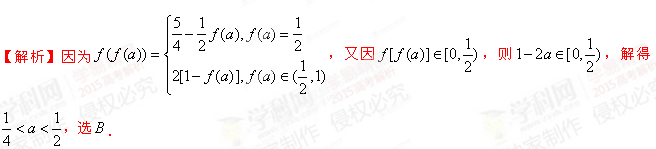 【解析】因为 f(f(a)) = { 5/4 − 1/2 f(a), f(a) = 1/2 ; 2[1 − f(a)], f(a) ∈ (1/2, 1) ，又因 f[f(a)] ∈ [0, 1/2)，则 1 − 2a ∈ [0, 1/2)，解得
1/4 < a < 1/2，选 B．